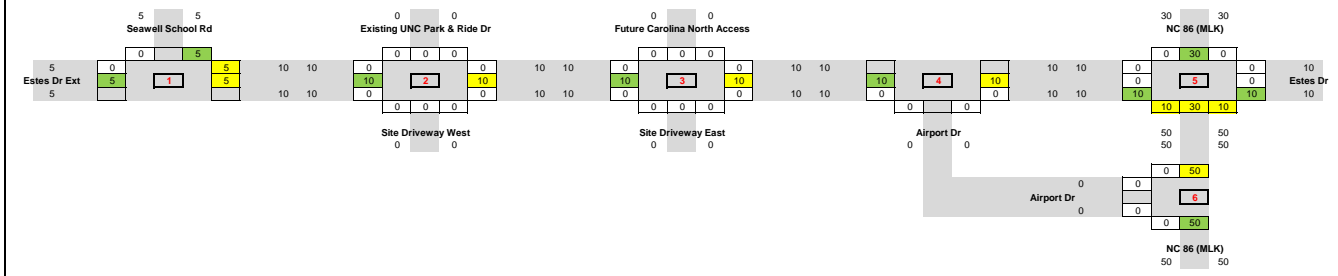 5 5 0 0 0 0 30 30
Seawell School Rd Existing UNC Park & Ride Dr Future Carolina North Access NC 86 (MLK)
0 5 0 0 0 0 0 0 0 30 0
5 0 5 10 10 0 0 10 10 0 0 10 10 0 10 10 0 0 10
Estes Dr Ext 5 1 5 10 2 10 10 3 10 10 4 10 0 5 0 Estes Dr
5 10 10 0 0 10 10 0 0 10 10 0 10 10 10 10 10
0 0 0 0 0 0 0 0 10 30 10
Site Driveway West Site Driveway East Airport Dr 50 50
0 0 0 0 0 0 50 50
0 50
0 0
Airport Dr 6
0 0
0 50
NC 86 (MLK)
50 50